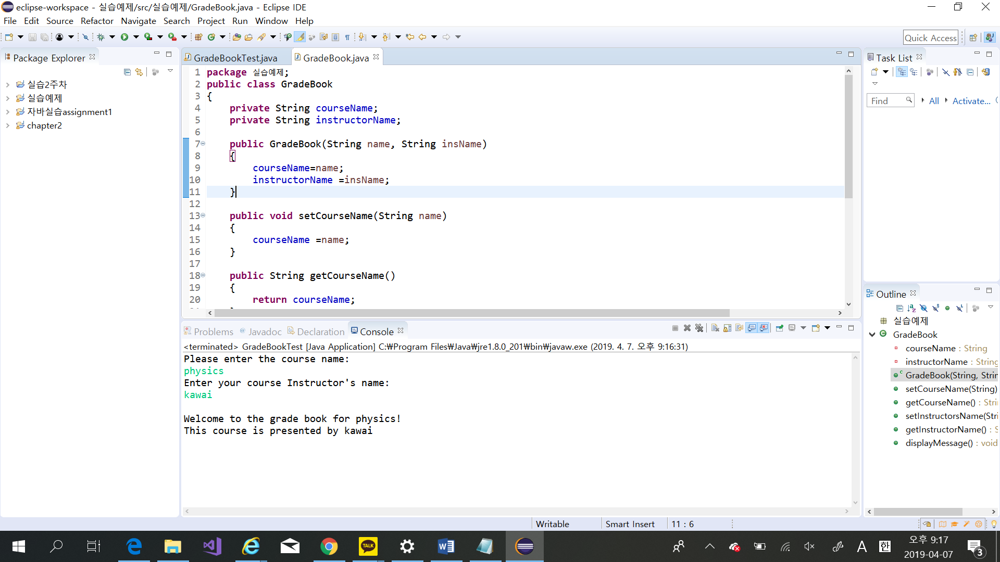 eclipse-workspace - 실습예제/src/실습예제/GradeBook.java - Eclipse IDE
File Edit Source Refactor Navigate Search Project Run Window Help
Quick Access
Package Explorer
실습2주차
실습예제
자바실습assignment1
chapter2
GradeBookTest.java
GradeBook.java
1 package 실습예제;
2 public class GradeBook
3 {
4 private String courseName;
5 private String instructorName;
6
7 public GradeBook(String name, String insName)
8 {
9 courseName=name;
10 instructorName =insName;
11 }
12
13 public void setCourseName(String name)
14 {
15 courseName =name;
16 }
17
18 public String getCourseName()
19 {
20 return courseName;
Problems Javadoc Declaration Console
<terminated> GradeBookTest [Java Application] C:₩Program Files₩Java₩jre1.8.0_201₩bin₩javaw.exe (2019. 4. 7. 오후 9:16:31)
Please enter the course name:
physics
Enter your course Instructor's name:
kawai
Welcome to the grade book for physics!
This course is presented by kawai
Task List
Find All Activate...
Outline
실습예제
GradeBook
courseName : String
instructorName : String
GradeBook(String, Strin
setCourseName(String)
getCourseName() : Stri
setInstructorsName(Stri
getInstructorName() : S
displayMessage() : void
Writable Smart Insert 11 : 6
TALK
A 한
오후 9:17
2019-04-07
3